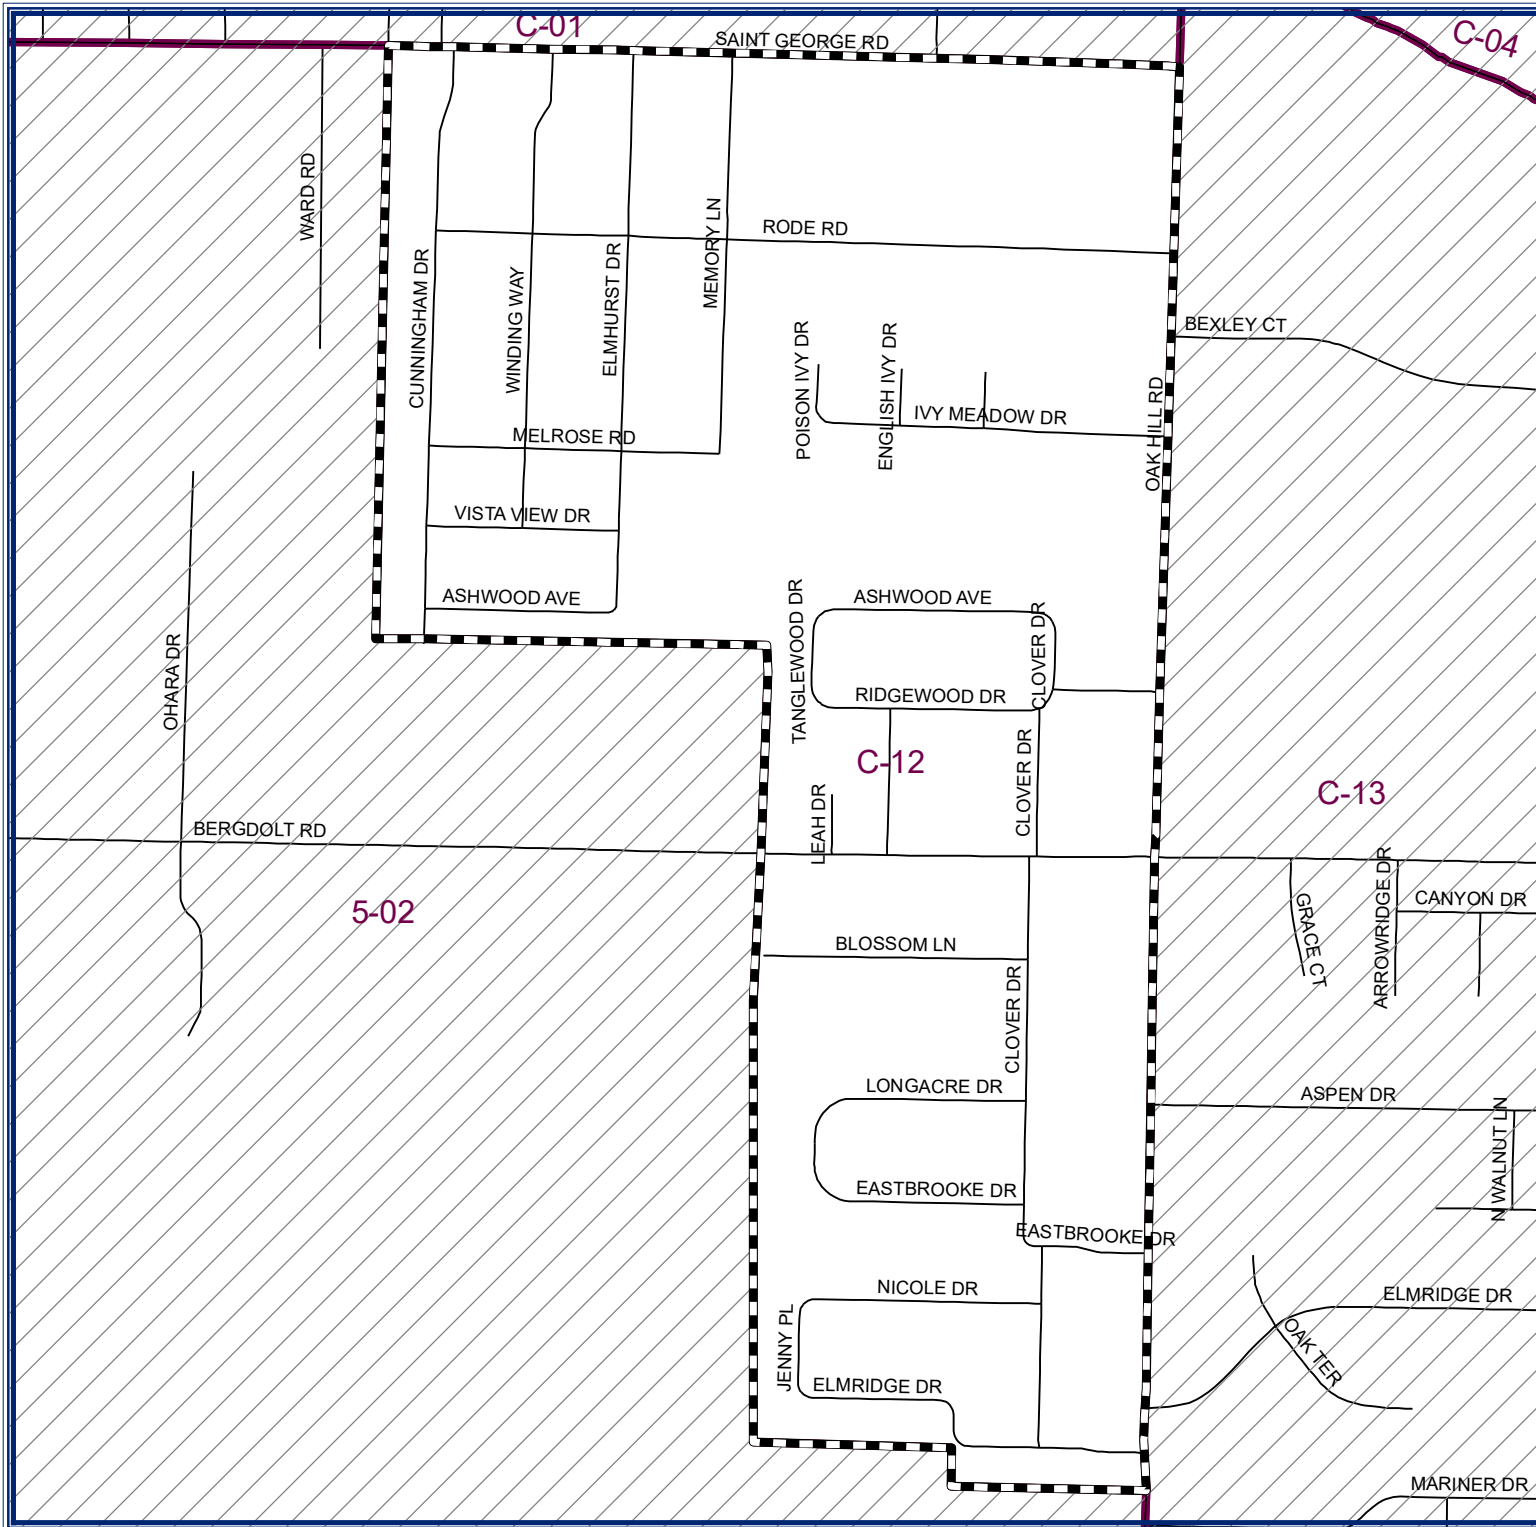 C-01
C-04
SAINT GEORGE RD
WARD RD
RODE RD
MEMORY LN
CUNNINGHAM DR
WINDING WAY
ELMHURST DR
BEXLEY CT
POISON IVY DR
ENGLISH IVY DR
IVY MEADOW DR
OAK HILL RD
MELROSE RD
VISTA VIEW DR
ASHWOOD AVE
ASHWOOD AVE
TANGLEWOOD DR
CLOVER DR
OHARA DR
RIDGEWOOD DR
C-12
CLOVER DR
C-13
LEAH DR
BERGDOLT RD
5-02
ARROWRIDGE DR
CANYON DR
GRACE CT
BLOSSOM LN
CLOVER DR
LONGACRE DR
ASPEN DR
N WALNUT LN
EASTBROOKE DR
EASTBROOKE DR
NICOLE DR
ELMRIDGE DR
JENNY PL
OAK TER
ELMRIDGE DR
MARINER DR